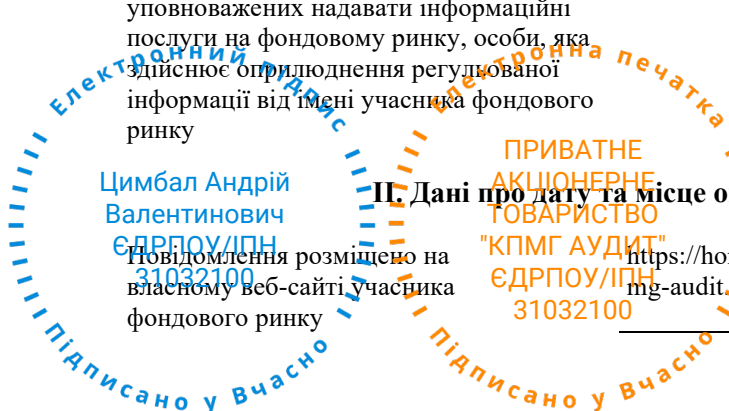 уповноважених надавати інформаційні
послуги на фондовому ринку, особи, яка
здійснює оприлюднення регульованої
інформації від імені учасника фондового
ринку
Електронний підпис
Цимбал Андрій
Валентинович
ЄДРПОУ/ІПН
31032100
Підписано у Вчасно
Електронна печатка
ПРИВАТНЕ
АКЦІОНЕРНЕ
ТОВАРИСТВО
"КПМГ АУДИТ"
ЄДРПОУ/ІПН
31032100
Підписано у Вчасно
II. Дані про дату та місце о
Повідомлення розміщено на
власному веб-сайті учасника
фондового ринку
https://ho
mg-audit.